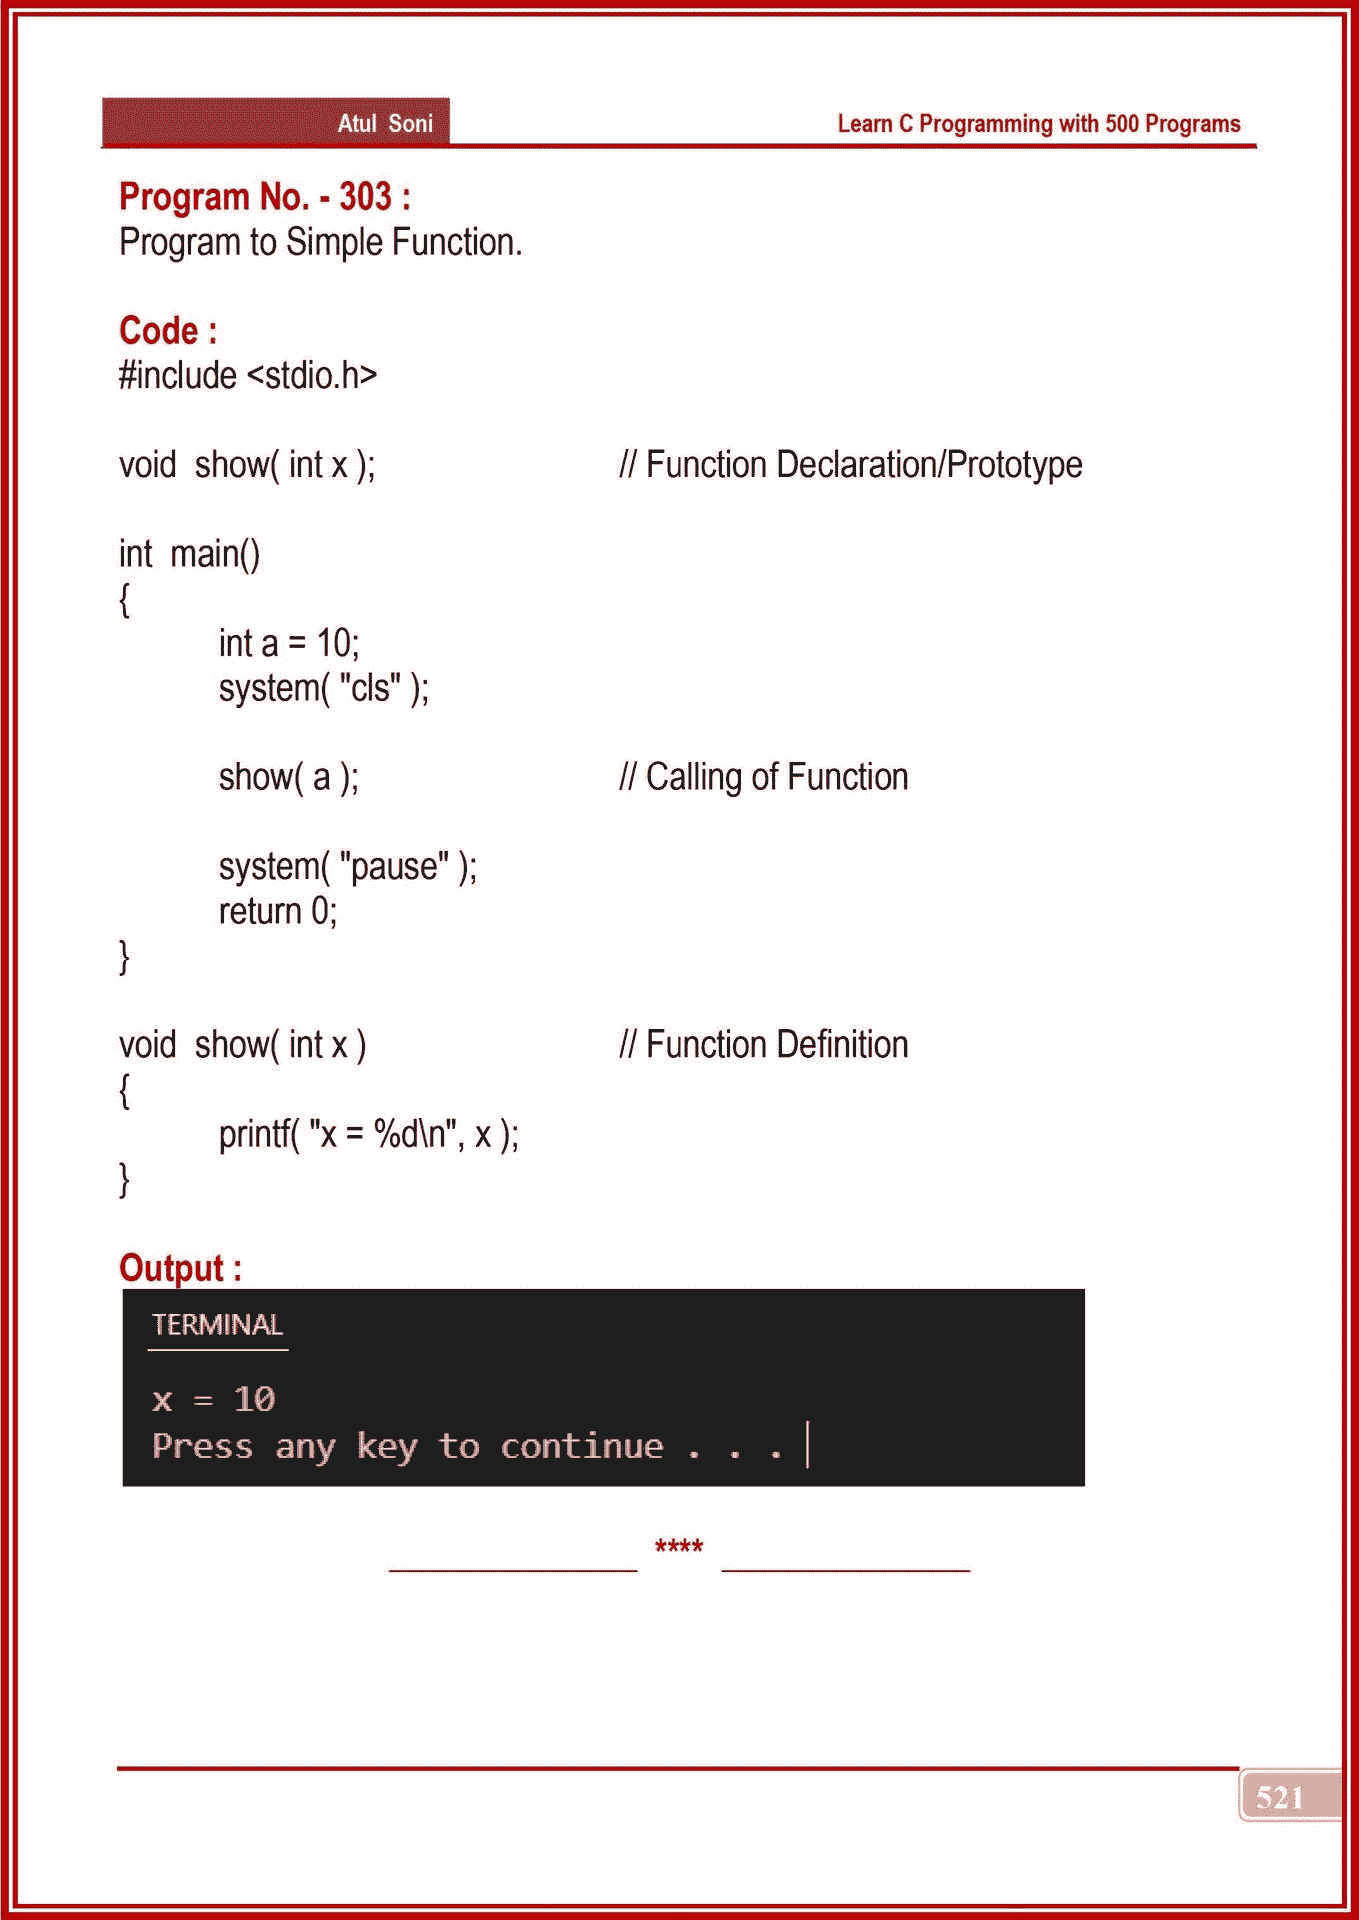 Atul  Soni
Learn C Programming with 500 Programs
Program No. - 303 :
Program to Simple Function.
Code :
#include <stdio.h>
void  show( int x );                // Function Declaration/Prototype
int  main()
{
int a = 10;
system( "cls" );
show( a );                // Calling of Function
system( "pause" );
return 0;
}
void  show( int x )                // Function Definition
{
printf( "x = %d\n", x );
}
Output :
TERMINAL
x = 10
Press any key to continue . . .
____________ **** ____________
521